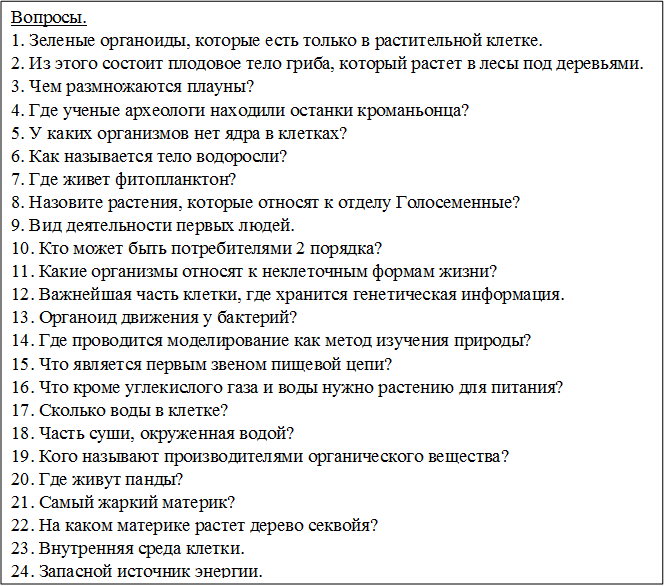 Вопросы.
1. Зеленые органоиды, которые есть только в растительной клетке.
2. Из этого состоит плодовое тело гриба, который растет в лесы под деревьями.
3. Чем размножаются плауны?
4. Где ученые археологи находили останки кроманьонца?
5. У каких организмов нет ядра в клетках?
6. Как называется тело водоросли?
7. Где живет фитопланктон?
8. Назовите растения, которые относят к отделу Голосеменные?
9. Вид деятельности первых людей.
10. Кто может быть потребителями 2 порядка?
11. Какие организмы относят к неклеточным формам жизни?
12. Важнейшая часть клетки, где хранится генетическая информация.
13. Органоид движения у бактерий?
14. Где проводится моделирование как метод изучения природы?
15. Что является первым звеном пищевой цепи?
16. Что кроме углекислого газа и воды нужно растению для питания?
17. Сколько воды в клетке?
18. Часть суши, окруженная водой?
19. Кого называют производителями органического вещества?
20. Где живут панды?
21. Самый жаркий материк?
22. На каком материке растет дерево секвойя?
23. Внутренняя среда клетки.
24. Запасной источник энергии.